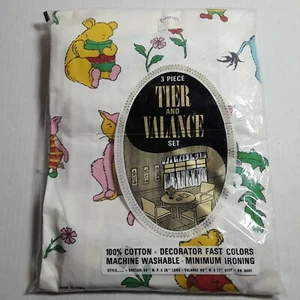 3 PIECE
TIER
AND
VALANCE
SET
100% COTTON - DECORATOR FAST COLORS
MACHINE WASHABLE - MINIMUM IRONING